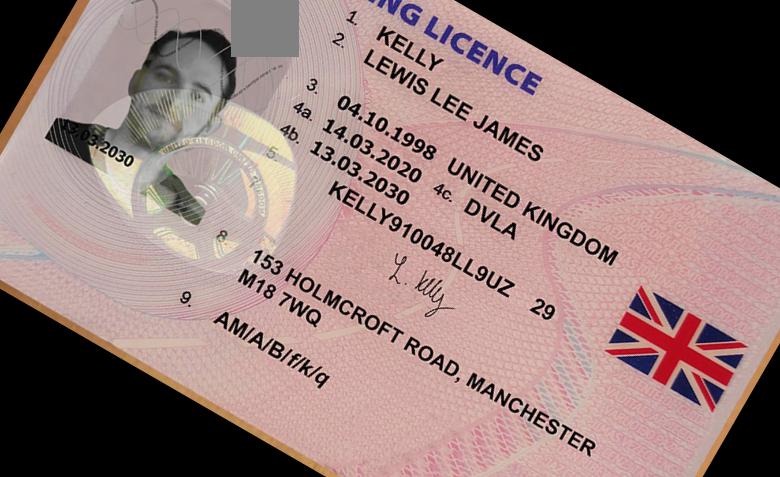 ING LICENCE
1. KELLY
2. LEWIS LEE JAMES
3. 04.10.1998 UNITED KINGDOM
4a. 14.03.2020 4c. DVLA
4b. 13.03.2030
5. KELLY910048LL9UZ 29
13.03.2030
L. Kelly
8. 153 HOLMCROFT ROAD, MANCHESTER
M18 7WQ
9. AM/A/B/f/k/q